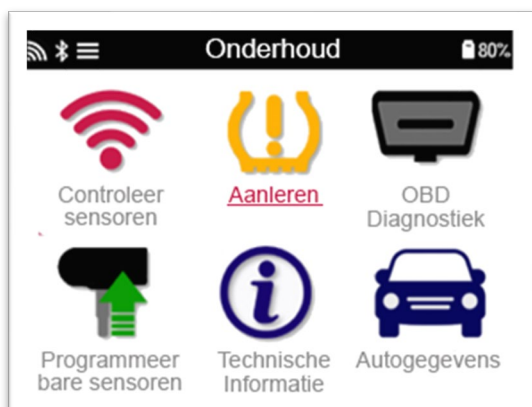 Onderhoud 80%
Controleer
sensoren
Aanleren
OBD
Diagnostiek
Programmeer
bare sensoren
Technische
Informatie
Autogegevens